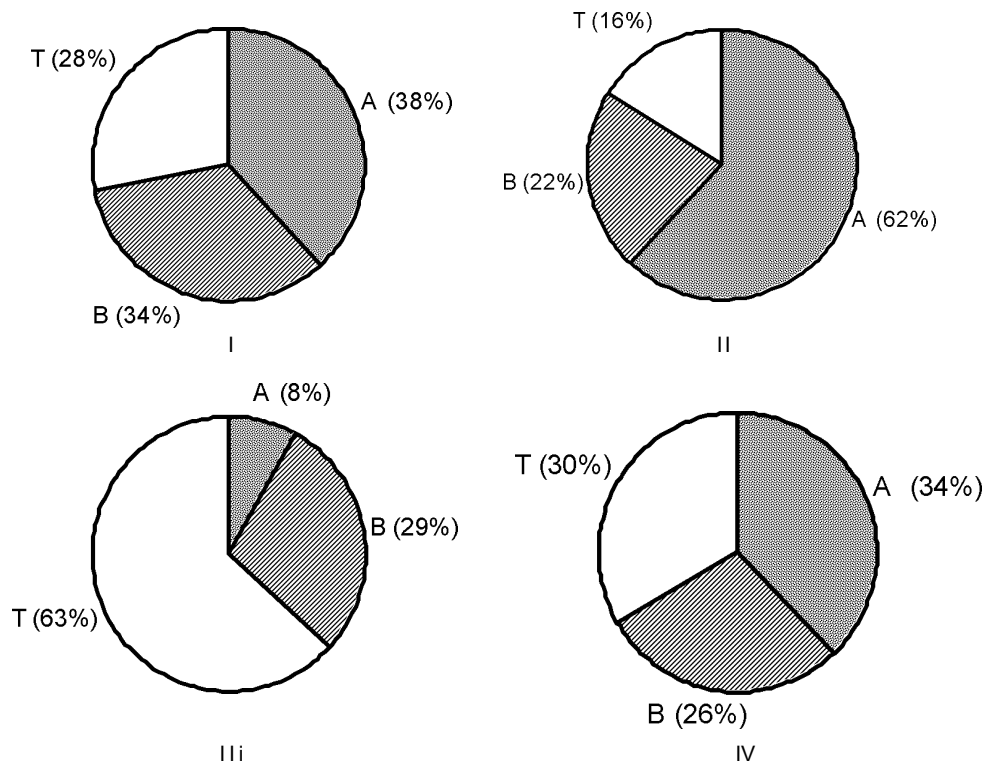 T (28%)
A (38%)
B (34%)
I
T (16%)
B (22%)
A (62%)
II
A (8%)
B (29%)
T (63%)
IIi
T (30%)
A (34%)
B (26%)
IV